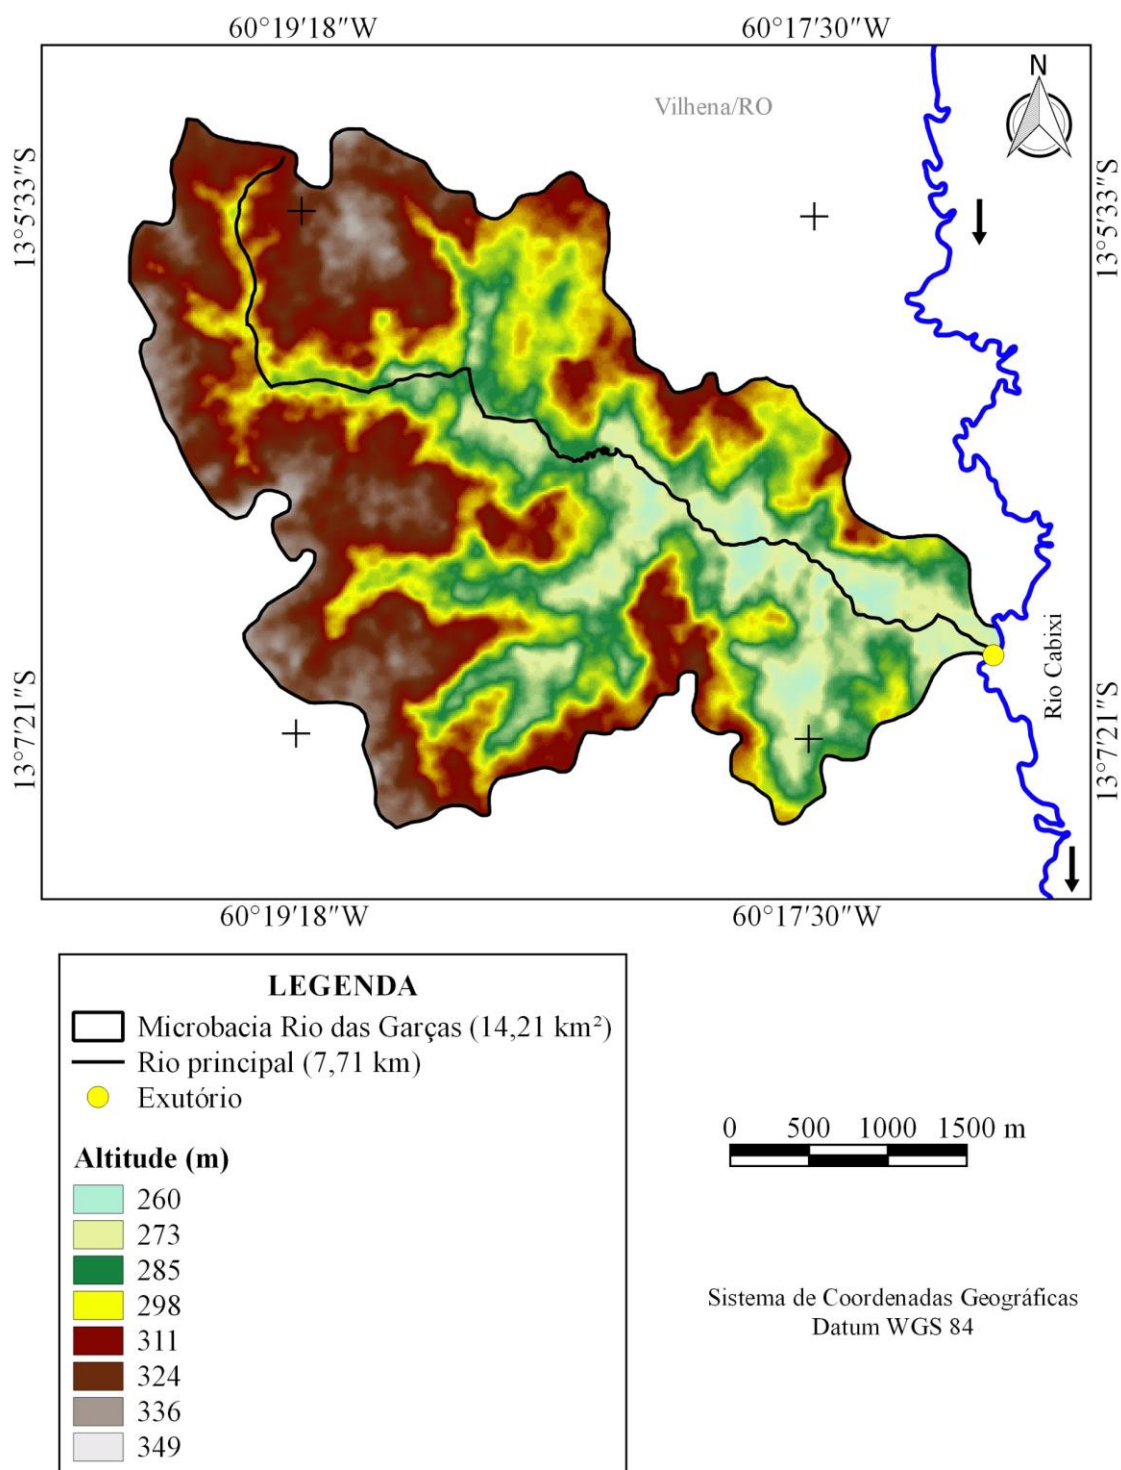 60°19'18"W 60°17'30"W
N
Vilhena/RO
13°5'33"S 13°5'33"S
Rio Cabixi
13°7'21"S 13°7'21"S
60°19'18"W 60°17'30"W
LEGENDA
Microbacia Rio das Garças (14,21 km²)
Rio principal (7,71 km)
Exutório
Altitude (m)
260
273
285
298
311
324
336
349
0 500 1000 1500 m
Sistema de Coordenadas Geográficas
Datum WGS 84